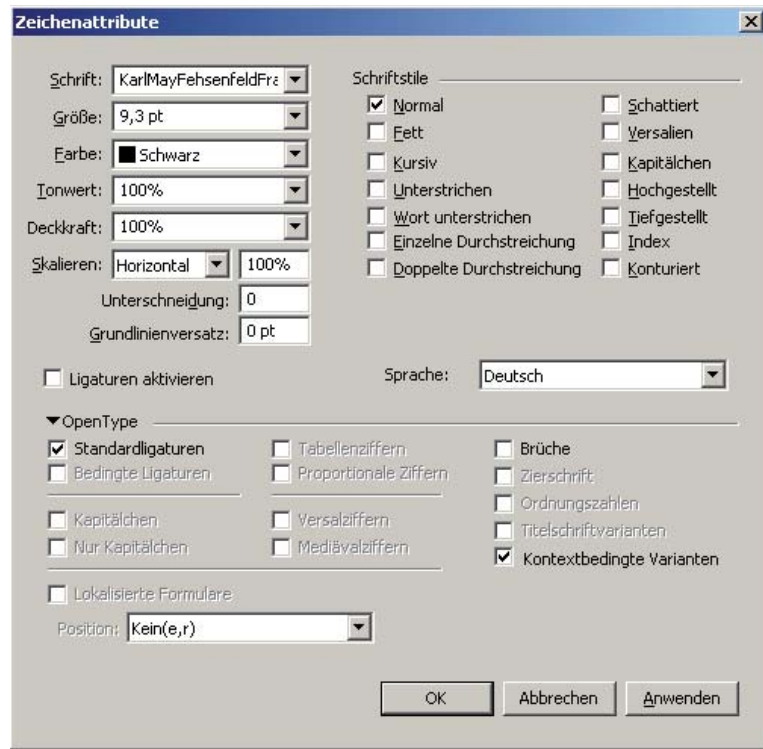 Zeichenattribute
Schrift: KarlMayFehsenfeldFra
Größe: 9,3 pt
Farbe: Schwarz
Tonwert: 100%
Deckkraft: 100%
Skalieren: Horizontal 100%
Unterschneidung: 0
Grundlinienversatz: 0 pt
Schriftstile
Normal
Fett
Kursiv
Unterstrichen
Wort unterstrichen
Einzelne Durchstreichung
Doppelte Durchstreichung
Schattiert
Versalien
Kapitälchen
Hochgestellt
Tiefgestellt
Index
Konturiert
Ligaturen aktivieren
Sprache: Deutsch
OpenType
Standardligaturen
Bedingte Ligaturen
Kapitälchen
Nur Kapitälchen
Tabellenziffern
Proportionale Ziffern
Versalziffern
Mediävalziffern
Brüche
Zierschrift
Ordnungszahlen
Titelschriftvarianten
Kontextbedingte Varianten
Lokalisierte Formulare
Position: Kein(e,r)
OK Abbrechen Anwenden